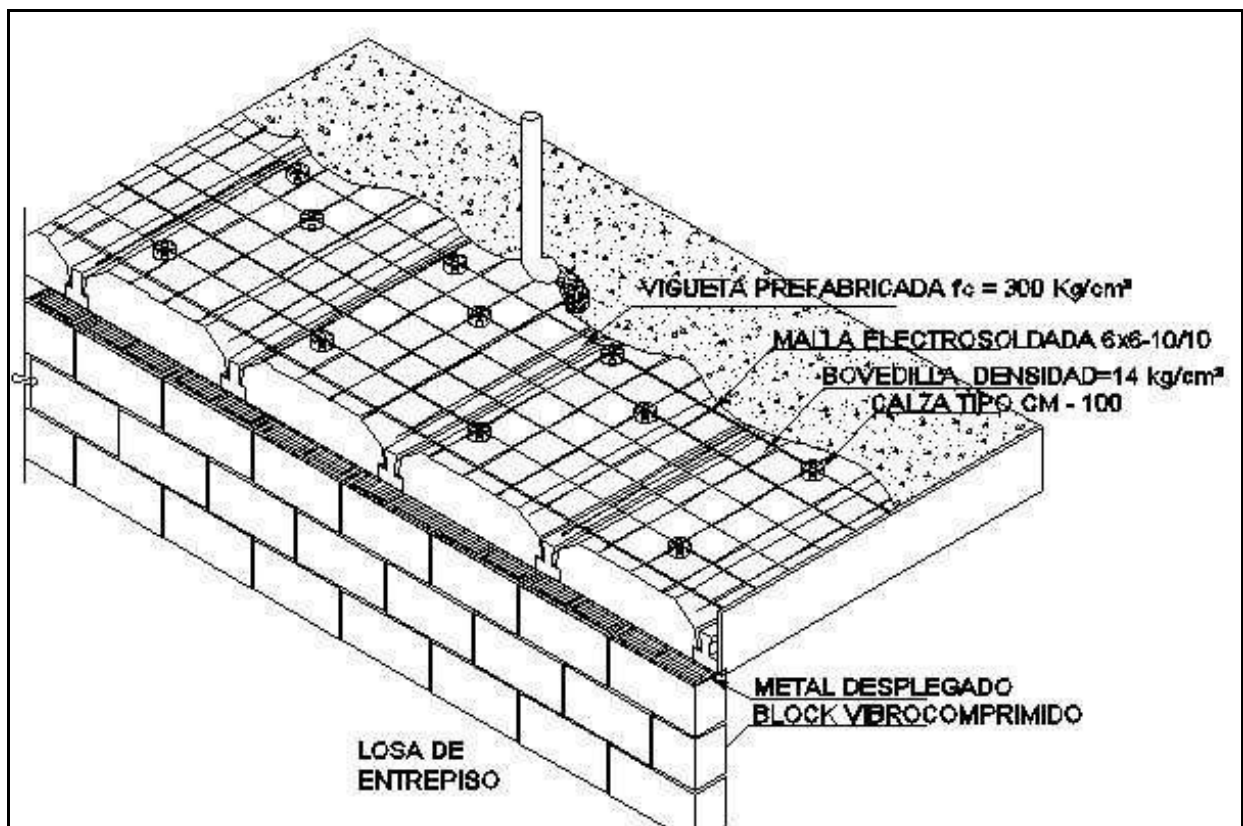 VIGUETA PREFABRICADA fc = 300 Kg/cm²
MALLA ELECTROSOLDADA 6x6-10/10
BOVEDILLA DENSIDAD=14 kg/cm³
CALZA TIPO CM - 100
METAL DESPLEGADO
BLOCK VIBROCOMPRIMIDO
LOSA DE
ENTREPISO